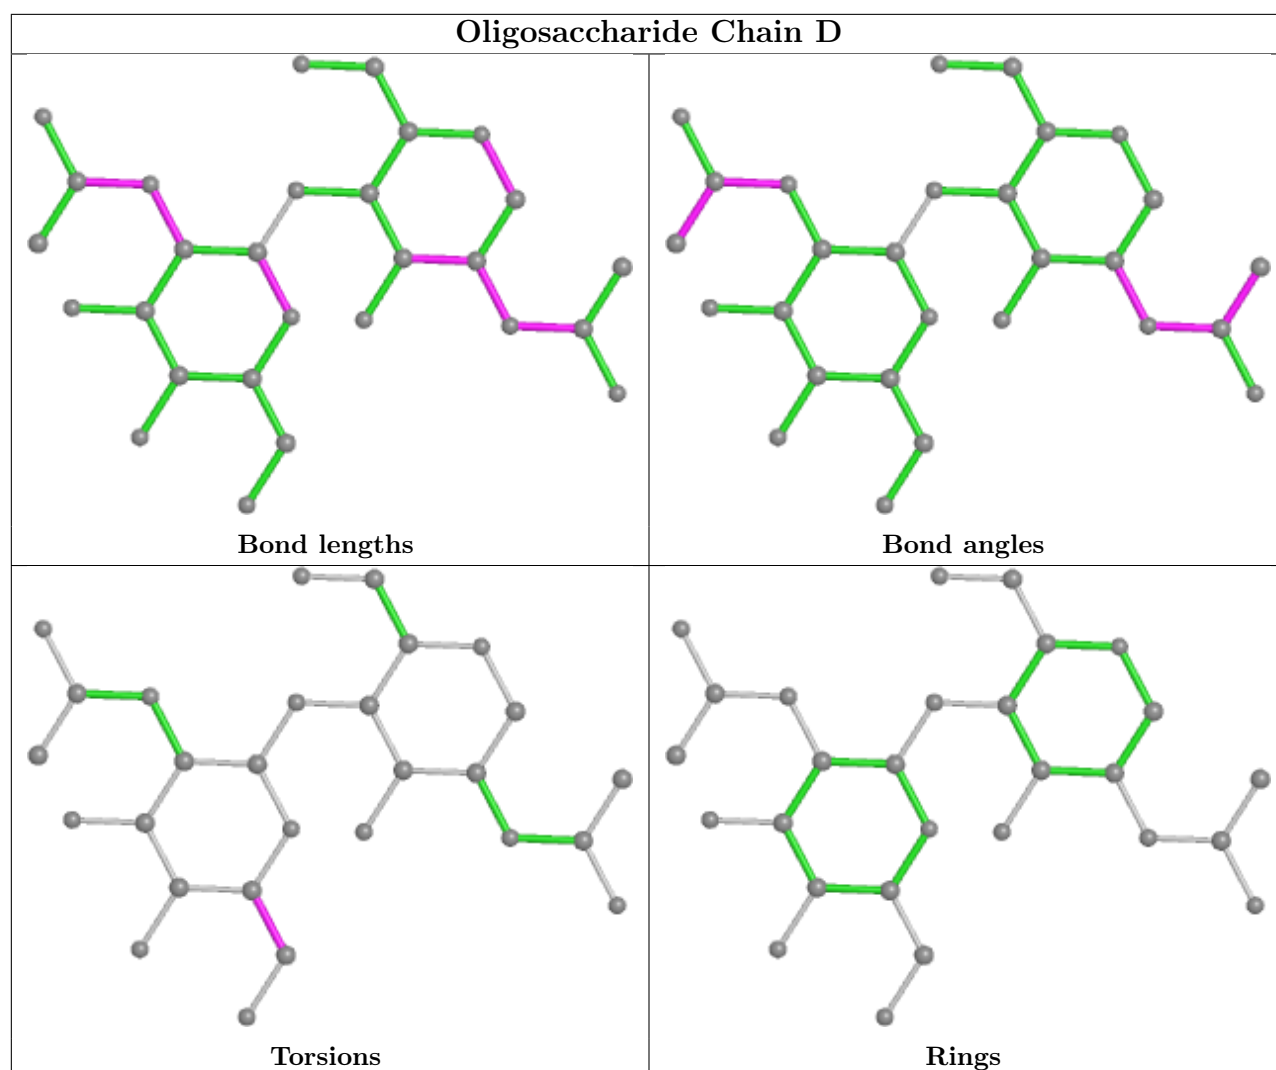 Oligosaccharide Chain D
Bond lengths
Bond angles
Torsions
Rings